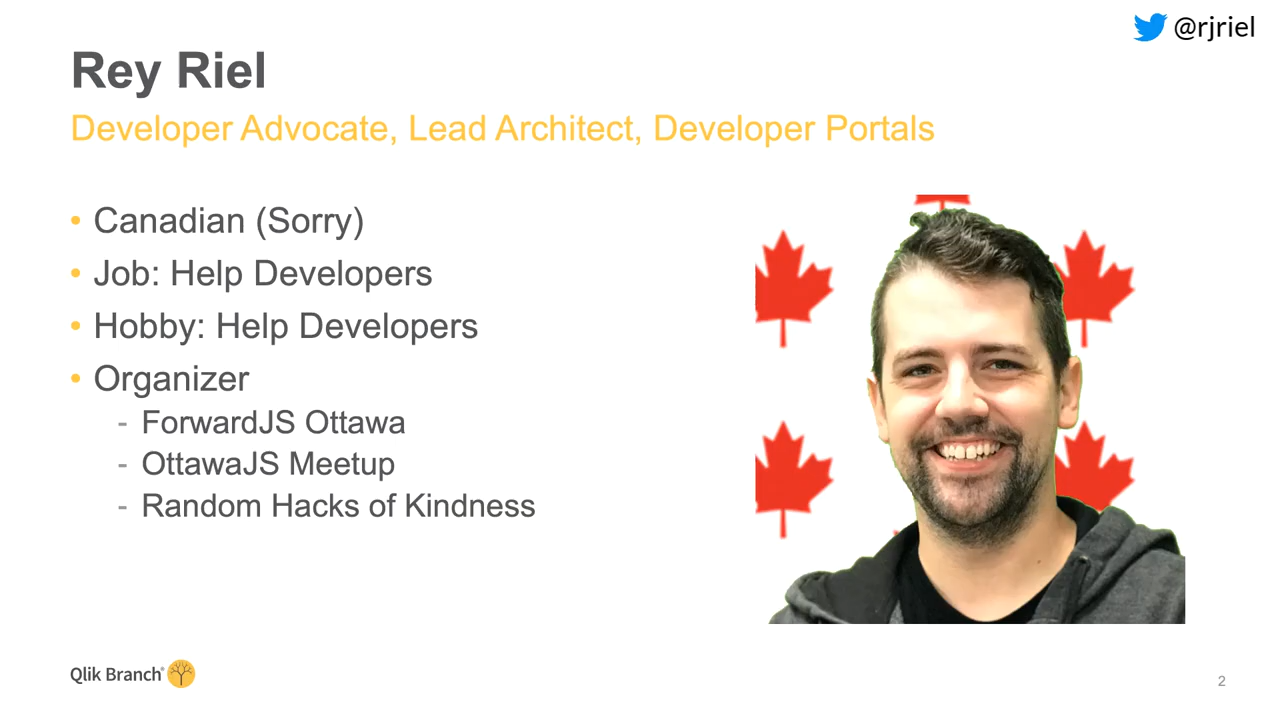 @rjriel
Rey Riel
Developer Advocate, Lead Architect, Developer Portals
• Canadian (Sorry)
• Job: Help Developers
• Hobby: Help Developers
• Organizer
- ForwardJS Ottawa
- OttawaJS Meetup
- Random Hacks of Kindness
Qlik Branch®
2